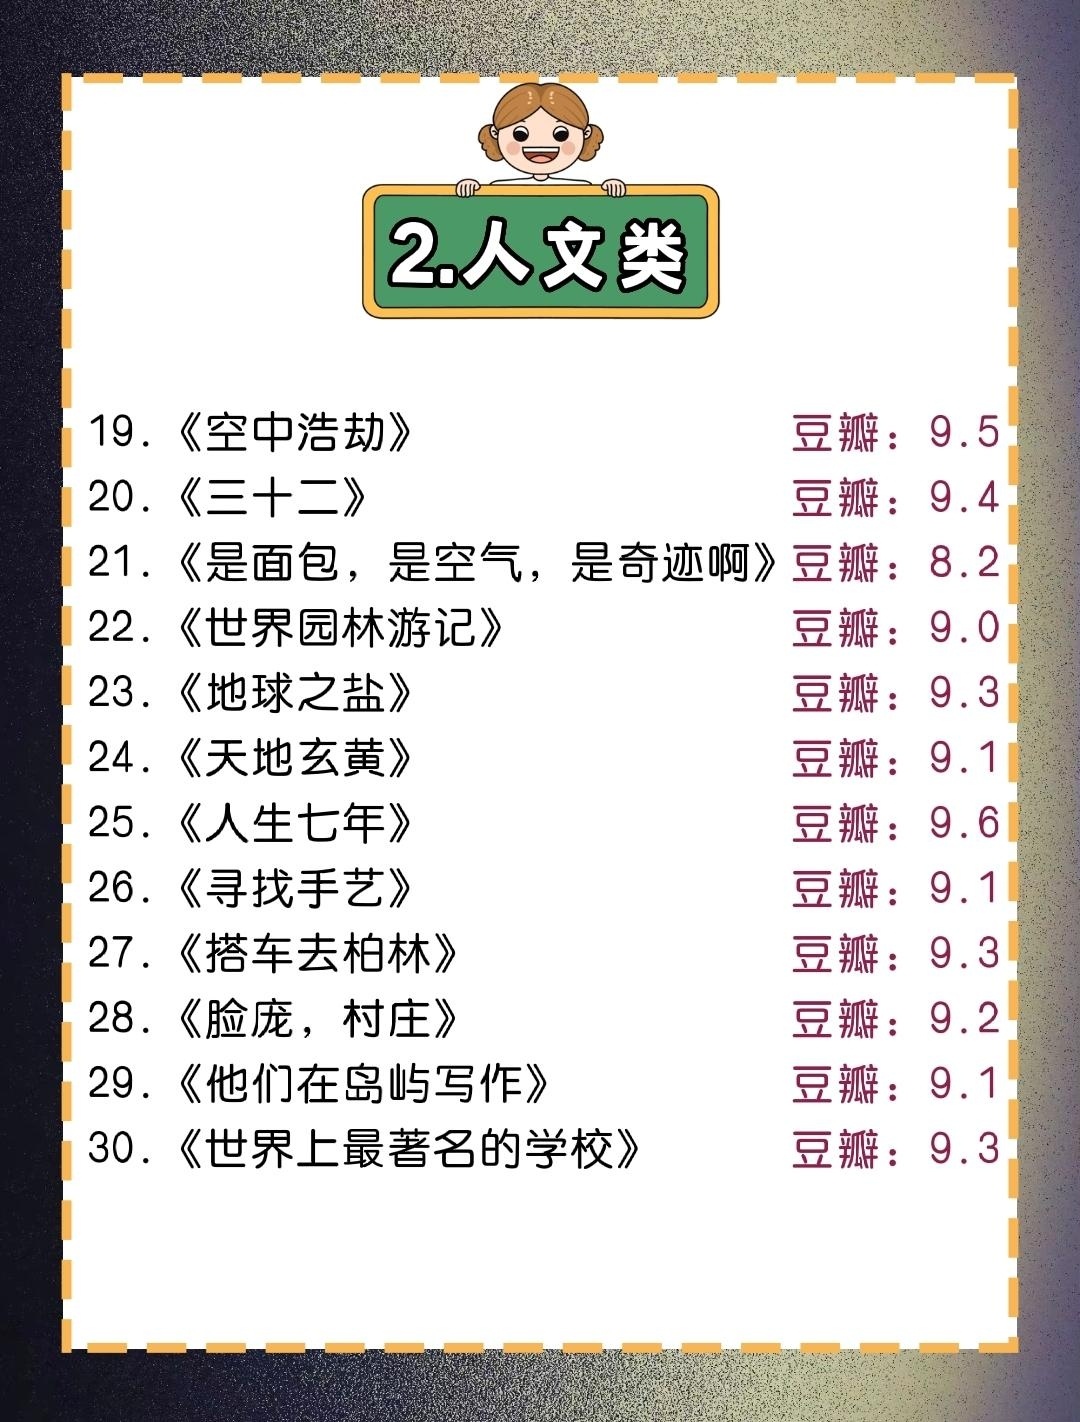 2.人文类
19.《空中浩劫》 豆瓣：9.5
20.《三十二》 豆瓣：9.4
21.《是面包，是空气，是奇迹啊》豆瓣：8.2
22.《世界园林游记》 豆瓣：9.0
23.《地球之盐》 豆瓣：9.3
24.《天地玄黄》 豆瓣：9.1
25.《人生七年》 豆瓣：9.6
26.《寻找手艺》 豆瓣：9.1
27.《搭车去柏林》 豆瓣：9.3
28.《脸庞，村庄》 豆瓣：9.2
29.《他们在岛屿写作》 豆瓣：9.1
30.《世界上最著名的学校》 豆瓣：9.3